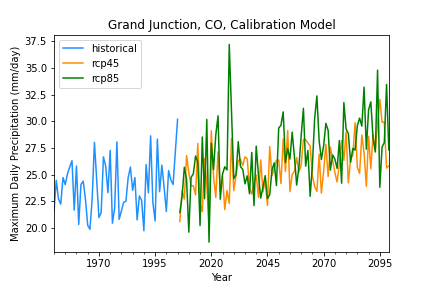 Grand Junction, CO, Calibration Model
historical
rcp45
rcp85
Maximum Daily Precipitation (mm/day)
37.5
35.0
32.5
30.0
27.5
25.0
22.5
20.0
1970 1995 2020 2045 2070 2095
Year